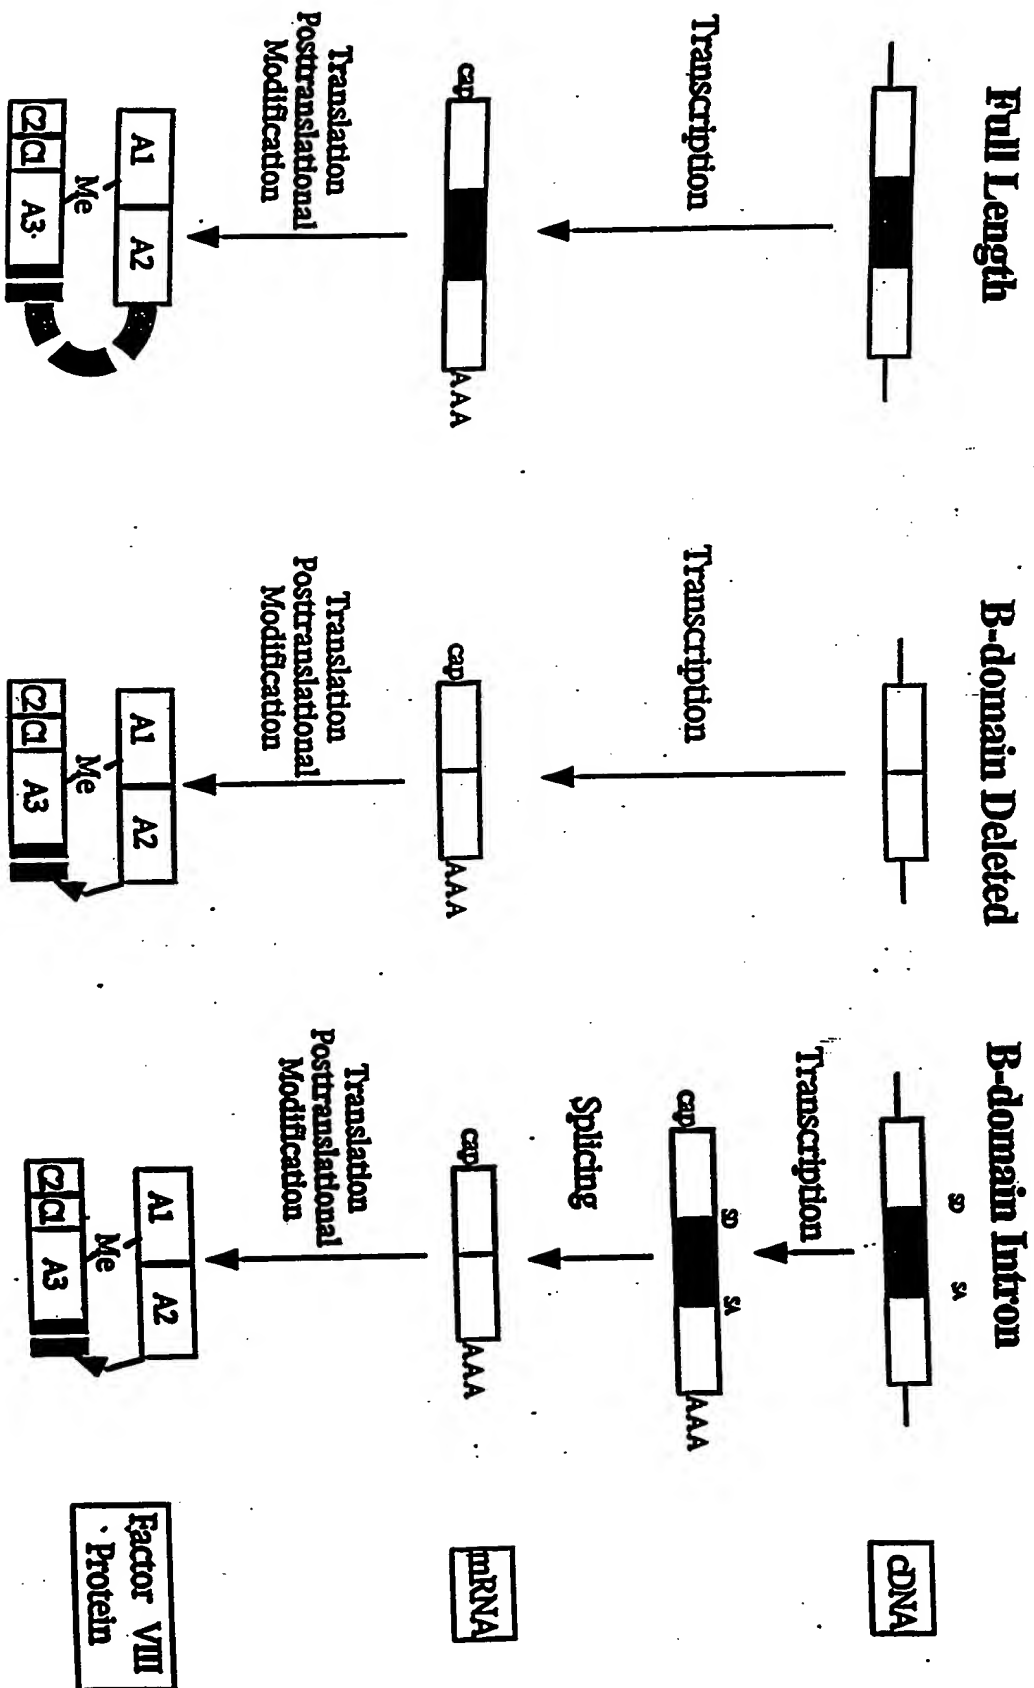 Full Length
B-domain Deleted
B-domain Intron
SD
SA
cDNA
Transcription
Transcription
Transcription
cap
SD
SA
AAA
Splicing
cap
AAA
cap
AAA
cap
AAA
mRNA
Translation
Posttranslational
Modification
Translation
Posttranslational
Modification
Translation
Posttranslational
Modification
A1
A2
Me
C2
C1
A3
A1
A2
Me
C2
C1
A3
A1
A2
Me
C2
C1
A3
Factor VIII
Protein